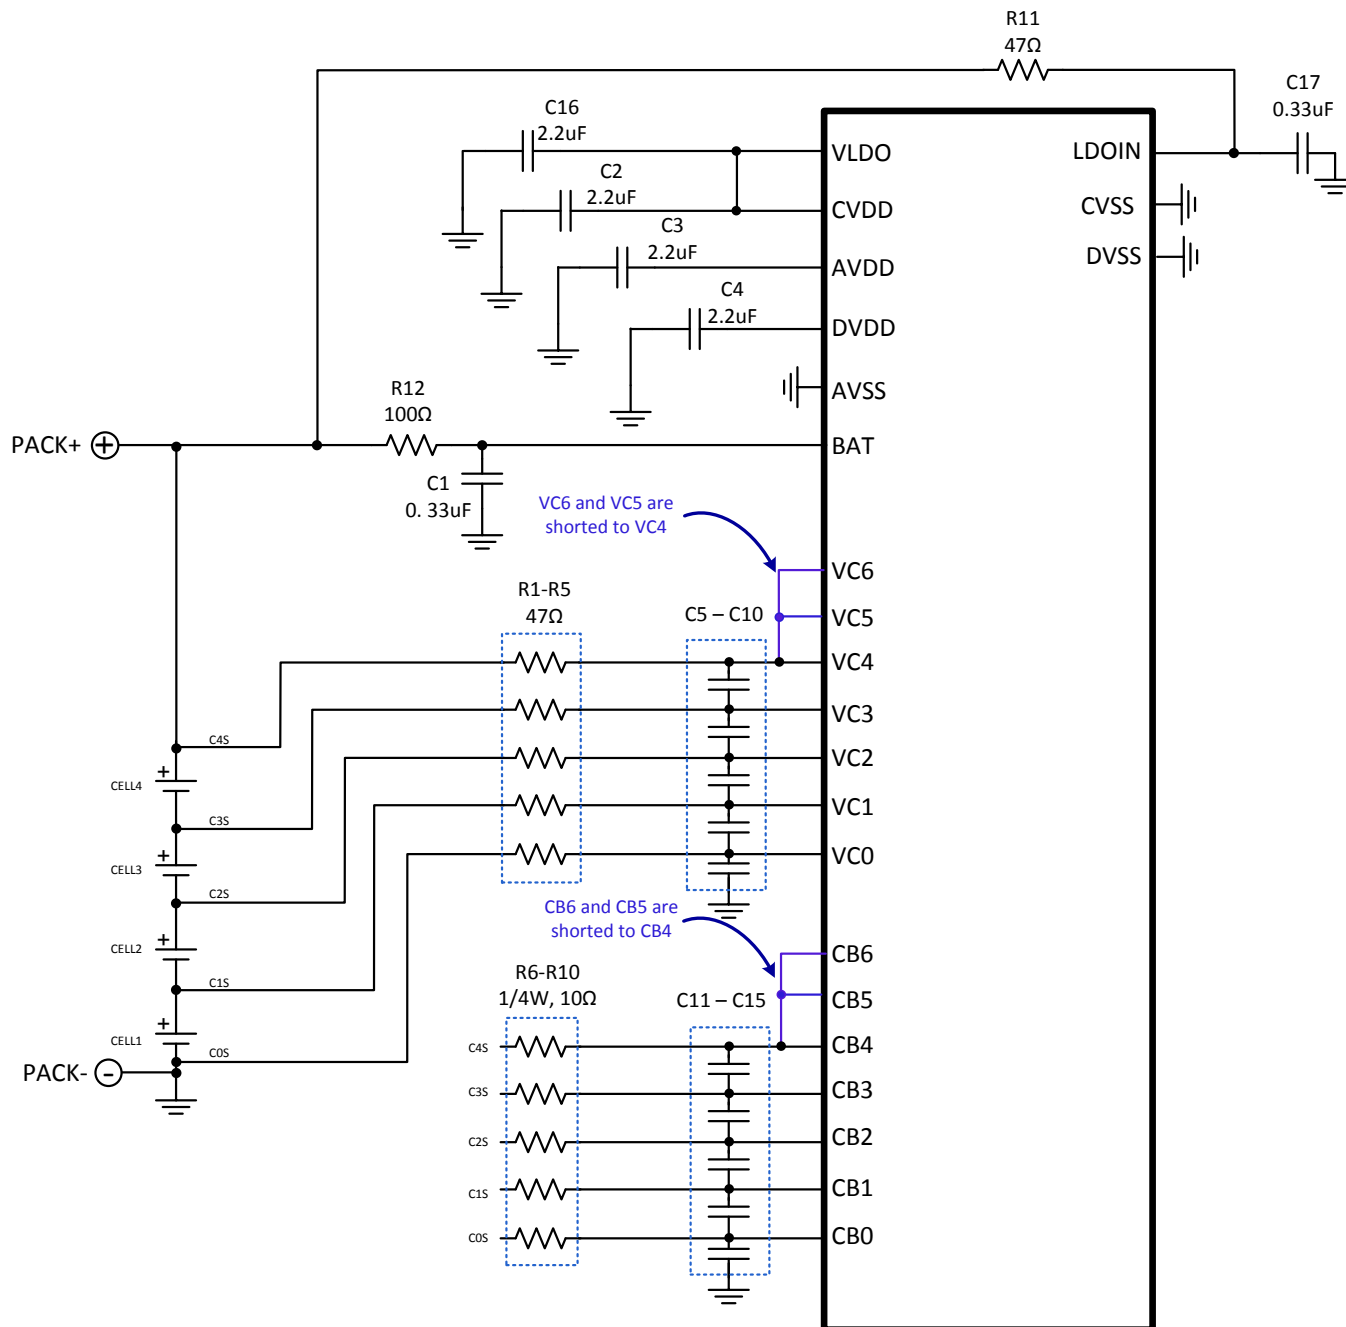 R11
47Ω
C17
0.33uF
C16
2.2uF
VLDO
LDOIN
C2
2.2uF
CVDD
CVSS
C3
2.2uF
AVDD
DVSS
C4
2.2uF
DVDD
AVSS
R12
100Ω
PACK+
BAT
C1
0. 33uF
VC6 and VC5 are
shorted to VC4
VC6
R1-R5
47Ω
C5 – C10
VC5
VC4
VC3
C4S
VC2
CELL4
VC1
C3S
VC0
CELL3
C2S
CB6 and CB5 are
shorted to CB4
CELL2
CB6
C1S
R6-R10
1/4W, 10Ω
C11 – C15
CB5
CELL1
C0S
C4S
CB4
PACK-
C3S
CB3
C2S
CB2
C1S
CB1
C0S
CB0